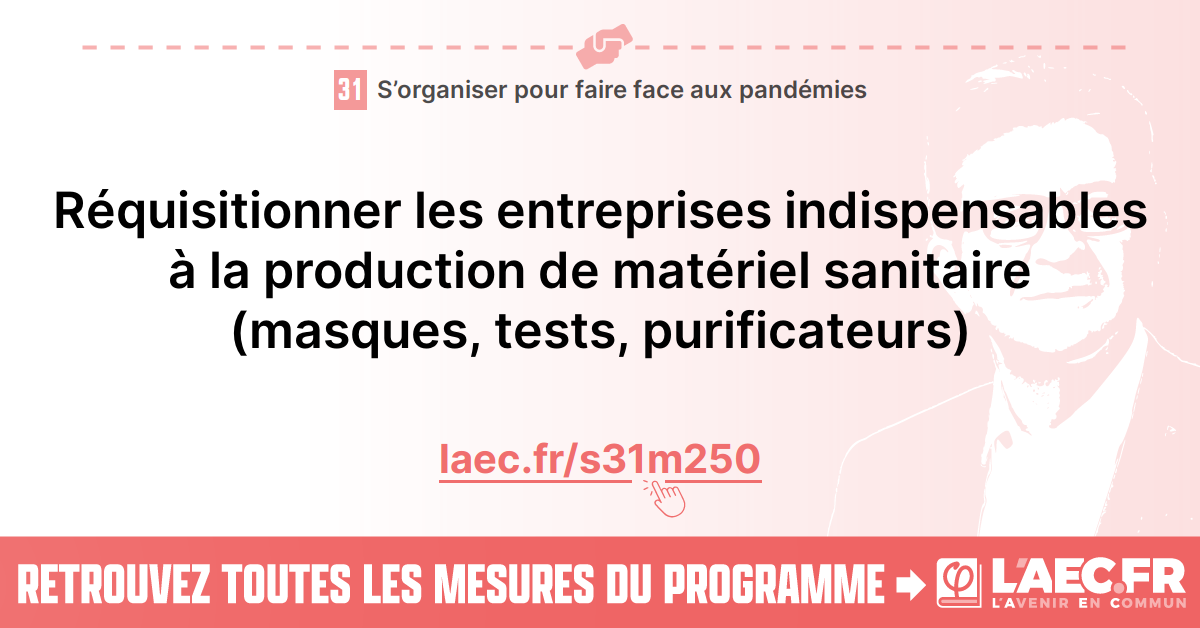 31 S’organiser pour faire face aux pandémies
Réquisitionner les entreprises indispensables
à la production de matériel sanitaire
(masques, tests, purificateurs)
laec.fr/s31m250
RETROUVEZ TOUTES LES MESURES DU PROGRAMME → φ L'AEC.FR
L'AVENIR EN COMMUN